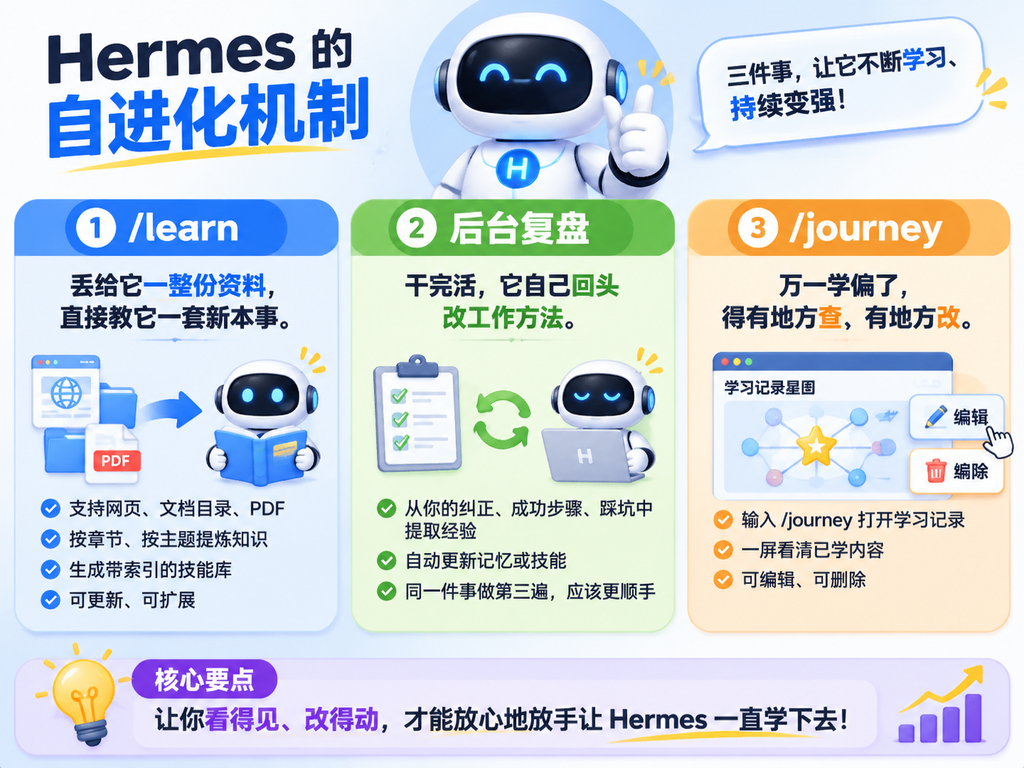 Hermes 的
自进化机制
三件事，让它不断学习、
持续变强！
H
1 /learn
丢给它一整份资料，
直接教它一套新本事。
PDF
支持网页、文档目录、PDF
按章节、按主题提炼知识
生成带索引的技能库
可更新、可扩展
2 后台复盘
干完活，它自己回头
改工作方法。
H
从你的纠正、成功步骤、踩坑中
提取经验
自动更新记忆或技能
同一件事做第三遍，应该更顺手
3 /journey
万一学偏了，
得有地方查、有地方改。
学习记录星图
编辑
编除
输入 /journey 打开学习记录
一屏看清已学内容
可编辑、可删除
核心要点
让你看得见、改得动，才能放心地放手让 Hermes 一直学下去！